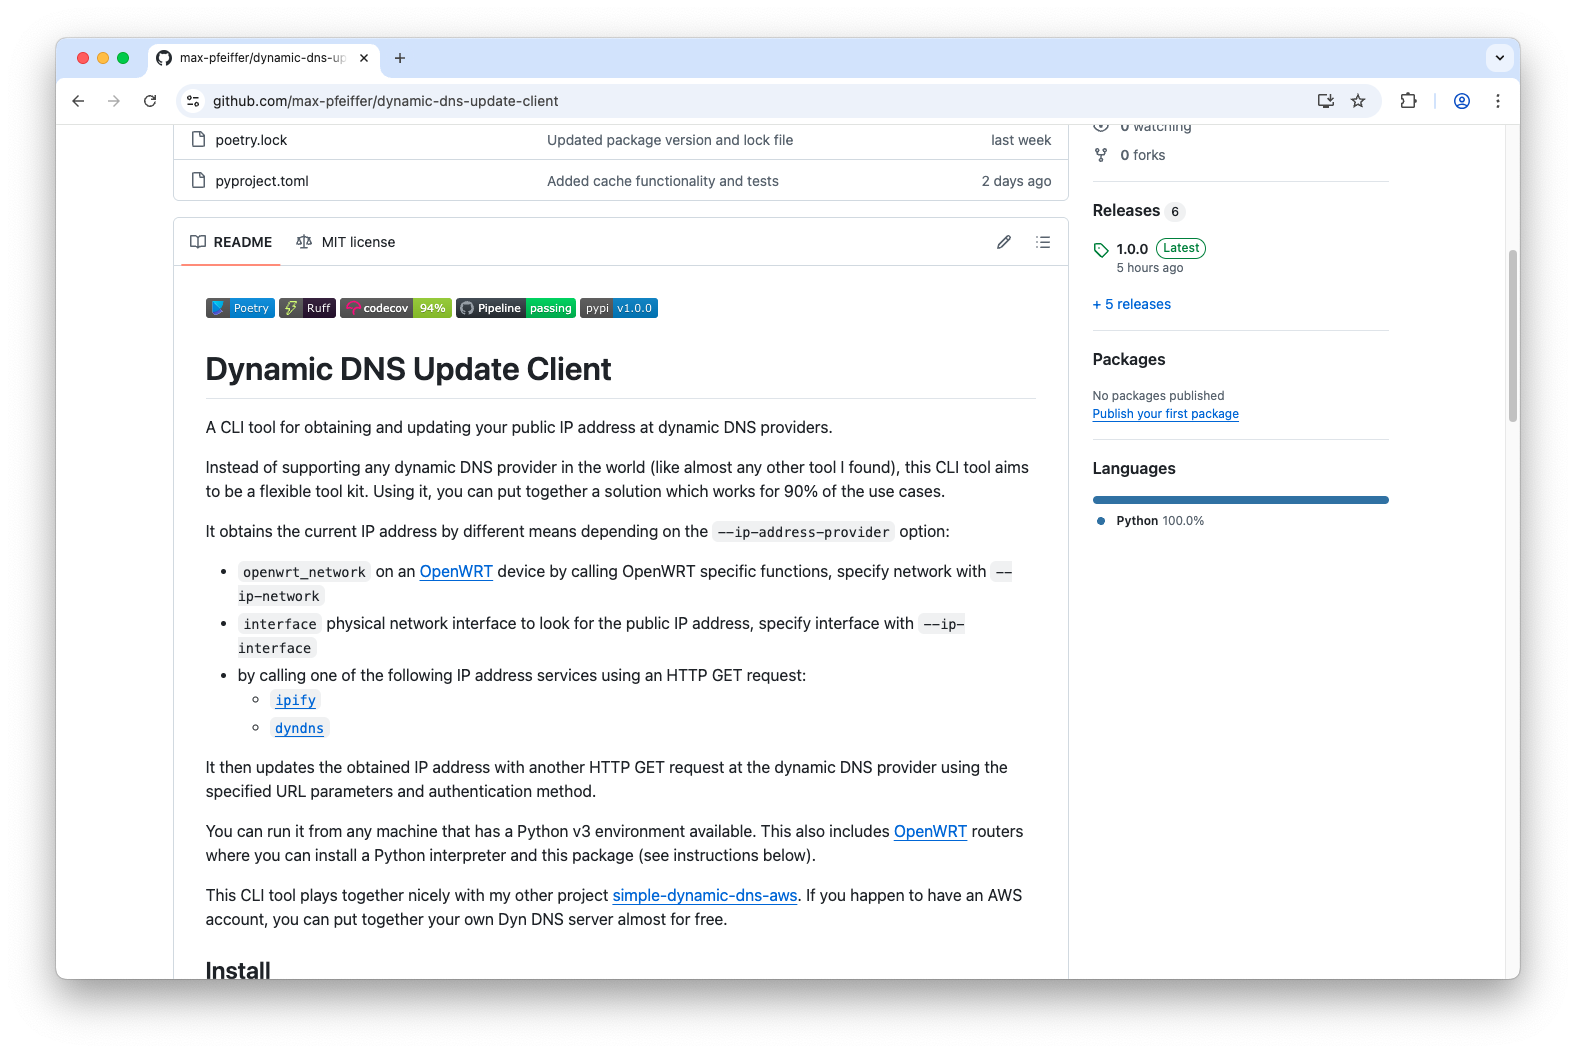 max-pfeiffer/dynamic-dns-up
github.com/max-pfeiffer/dynamic-dns-update-client
poetry.lock Updated package version and lock file last week
pyproject.toml Added cache functionality and tests 2 days ago
README MIT license
Poetry Ruff codecov 94% Pipeline passing pypi v1.0.0
Dynamic DNS Update Client
A CLI tool for obtaining and updating your public IP address at dynamic DNS providers.
Instead of supporting any dynamic DNS provider in the world (like almost any other tool I found), this CLI tool aims
to be a flexible tool kit. Using it, you can put together a solution which works for 90% of the use cases.
It obtains the current IP address by different means depending on the --ip-address-provider option:
• openwrt_network on an OpenWRT device by calling OpenWRT specific functions, specify network with --
ip-network
• interface physical network interface to look for the public IP address, specify interface with --ip-
interface
• by calling one of the following IP address services using an HTTP GET request:
◦ ipify
◦ dyndns
It then updates the obtained IP address with another HTTP GET request at the dynamic DNS provider using the
specified URL parameters and authentication method.
You can run it from any machine that has a Python v3 environment available. This also includes OpenWRT routers
where you can install a Python interpreter and this package (see instructions below).
This CLI tool plays together nicely with my other project simple-dynamic-dns-aws. If you happen to have an AWS
account, you can put together your own Dyn DNS server almost for free.
Install
0 watching
0 forks
Releases 6
1.0.0 Latest
5 hours ago
+ 5 releases
Packages
No packages published
Publish your first package
Languages
Python 100.0%